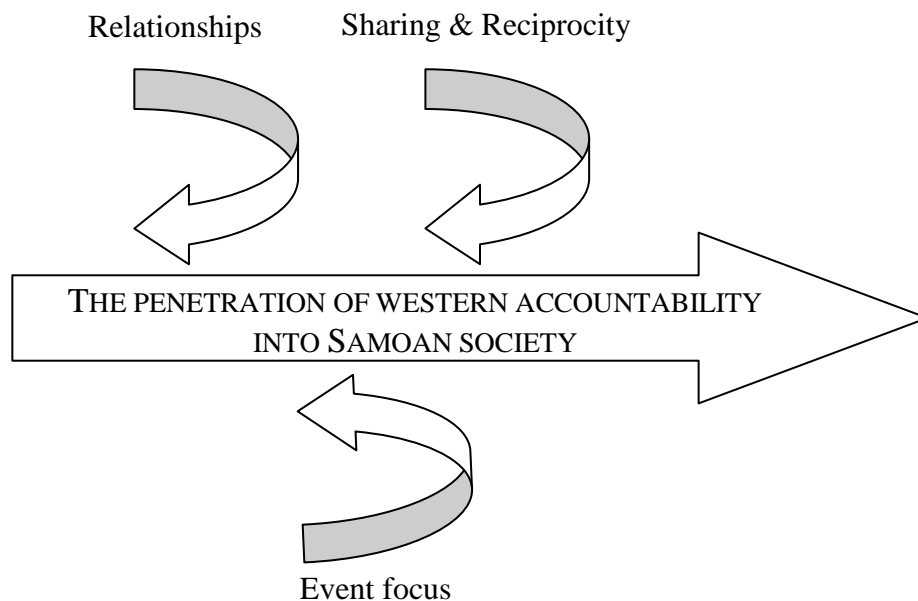 Relationships
Sharing & Reciprocity
THE PENETRATION OF WESTERN ACCOUNTABILITY
INTO SAMOAN SOCIETY
Event focus